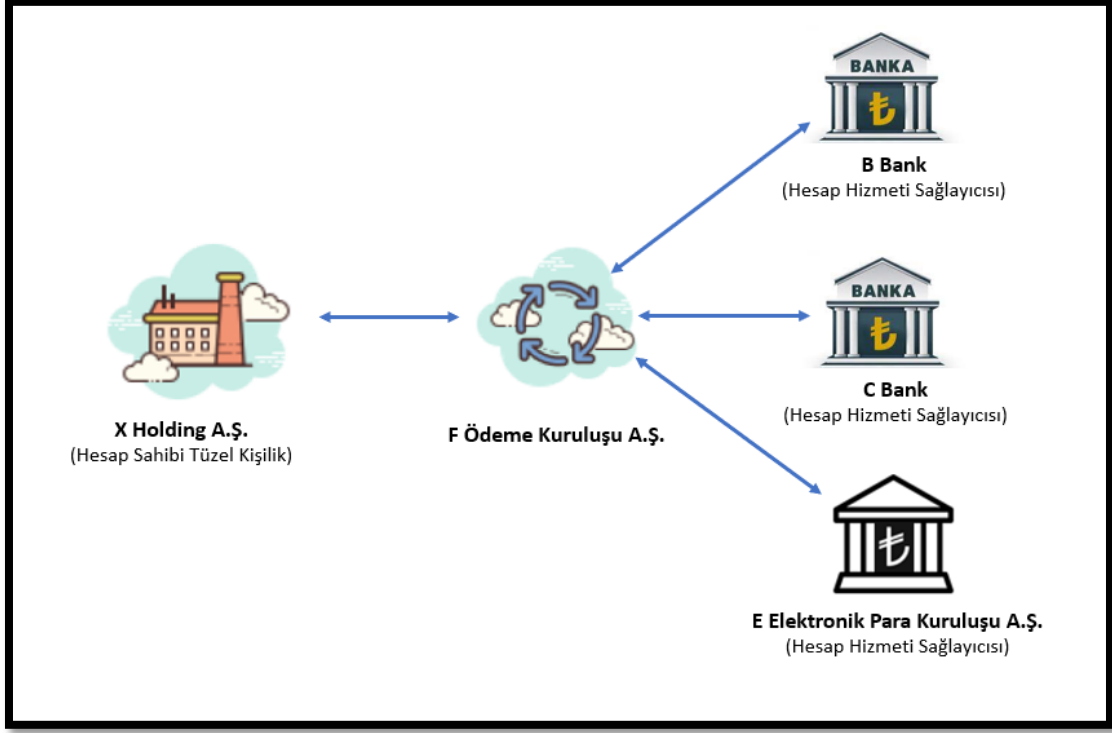 BANKA
B Bank
(Hesap Hizmeti Sağlayıcısı)
BANKA
C Bank
(Hesap Hizmeti Sağlayıcısı)
X Holding A.Ş.
(Hesap Sahibi Tüzel Kişilik)
F Ödeme Kuruluşu A.Ş.
E Elektronik Para Kuruluşu A.Ş.
(Hesap Hizmeti Sağlayıcısı)